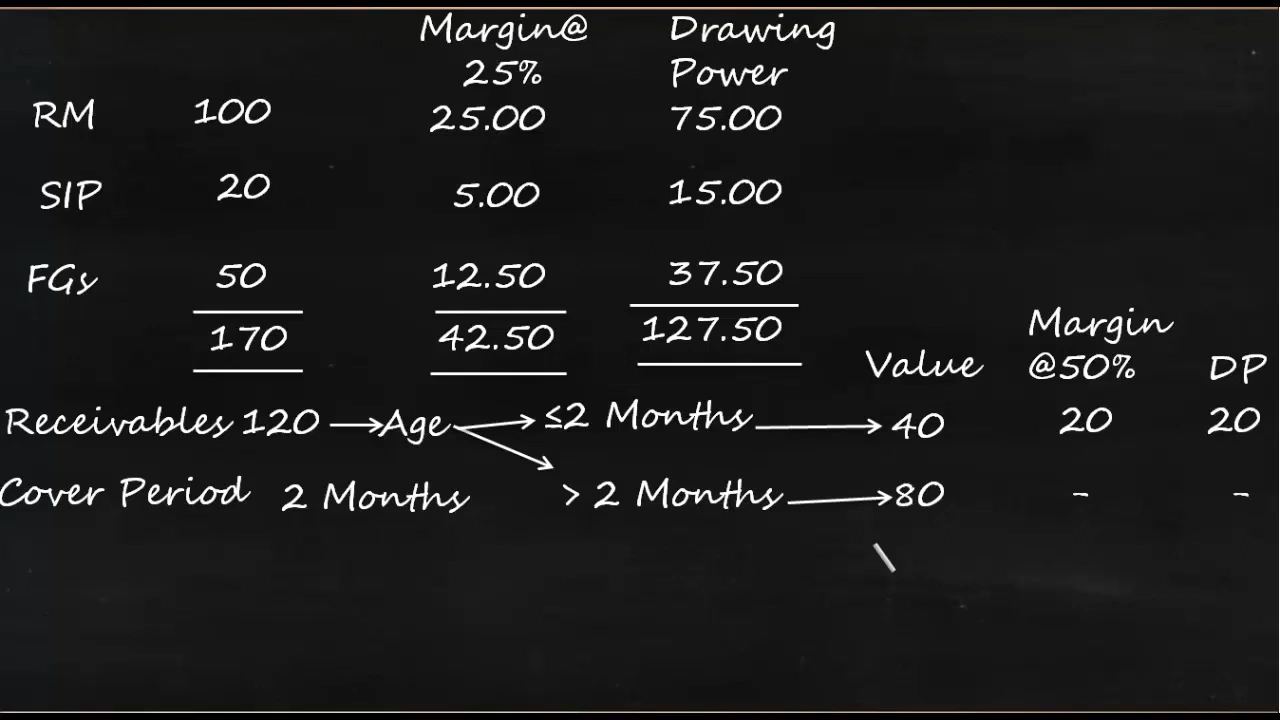 Margin@ Drawing
25% Power
RM 100 25.00 75.00
SIP 20 5.00 15.00
FGs 50 12.50 37.50
170 42.50 127.50
Margin
Value @50% DP
Receivables 120 → Age → ≤2 Months → 40 20 20
Cover Period 2 Months > 2 Months → 80 - -